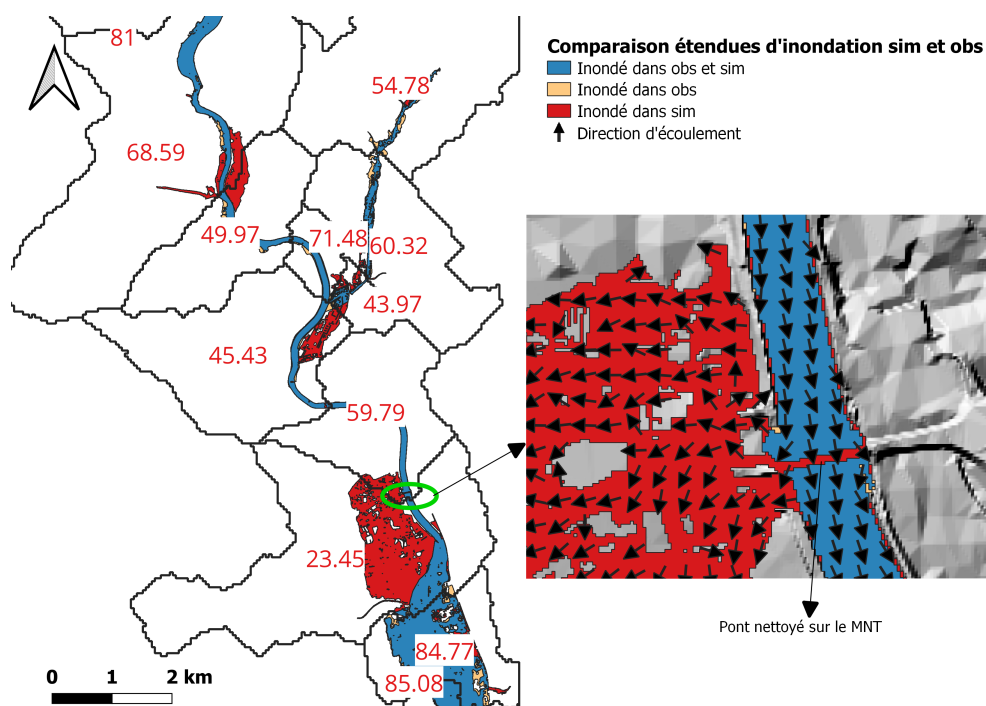 81
54.78
68.59
49.97
71.48
60.32
43.97
45.43
59.79
23.45
84.77
85.08
0 1 2 km
Comparaison étendues d'inondation sim et obs
Inondé dans obs et sim
Inondé dans obs
Inondé dans sim
Direction d'écoulement
Pont nettoyé sur le MNT